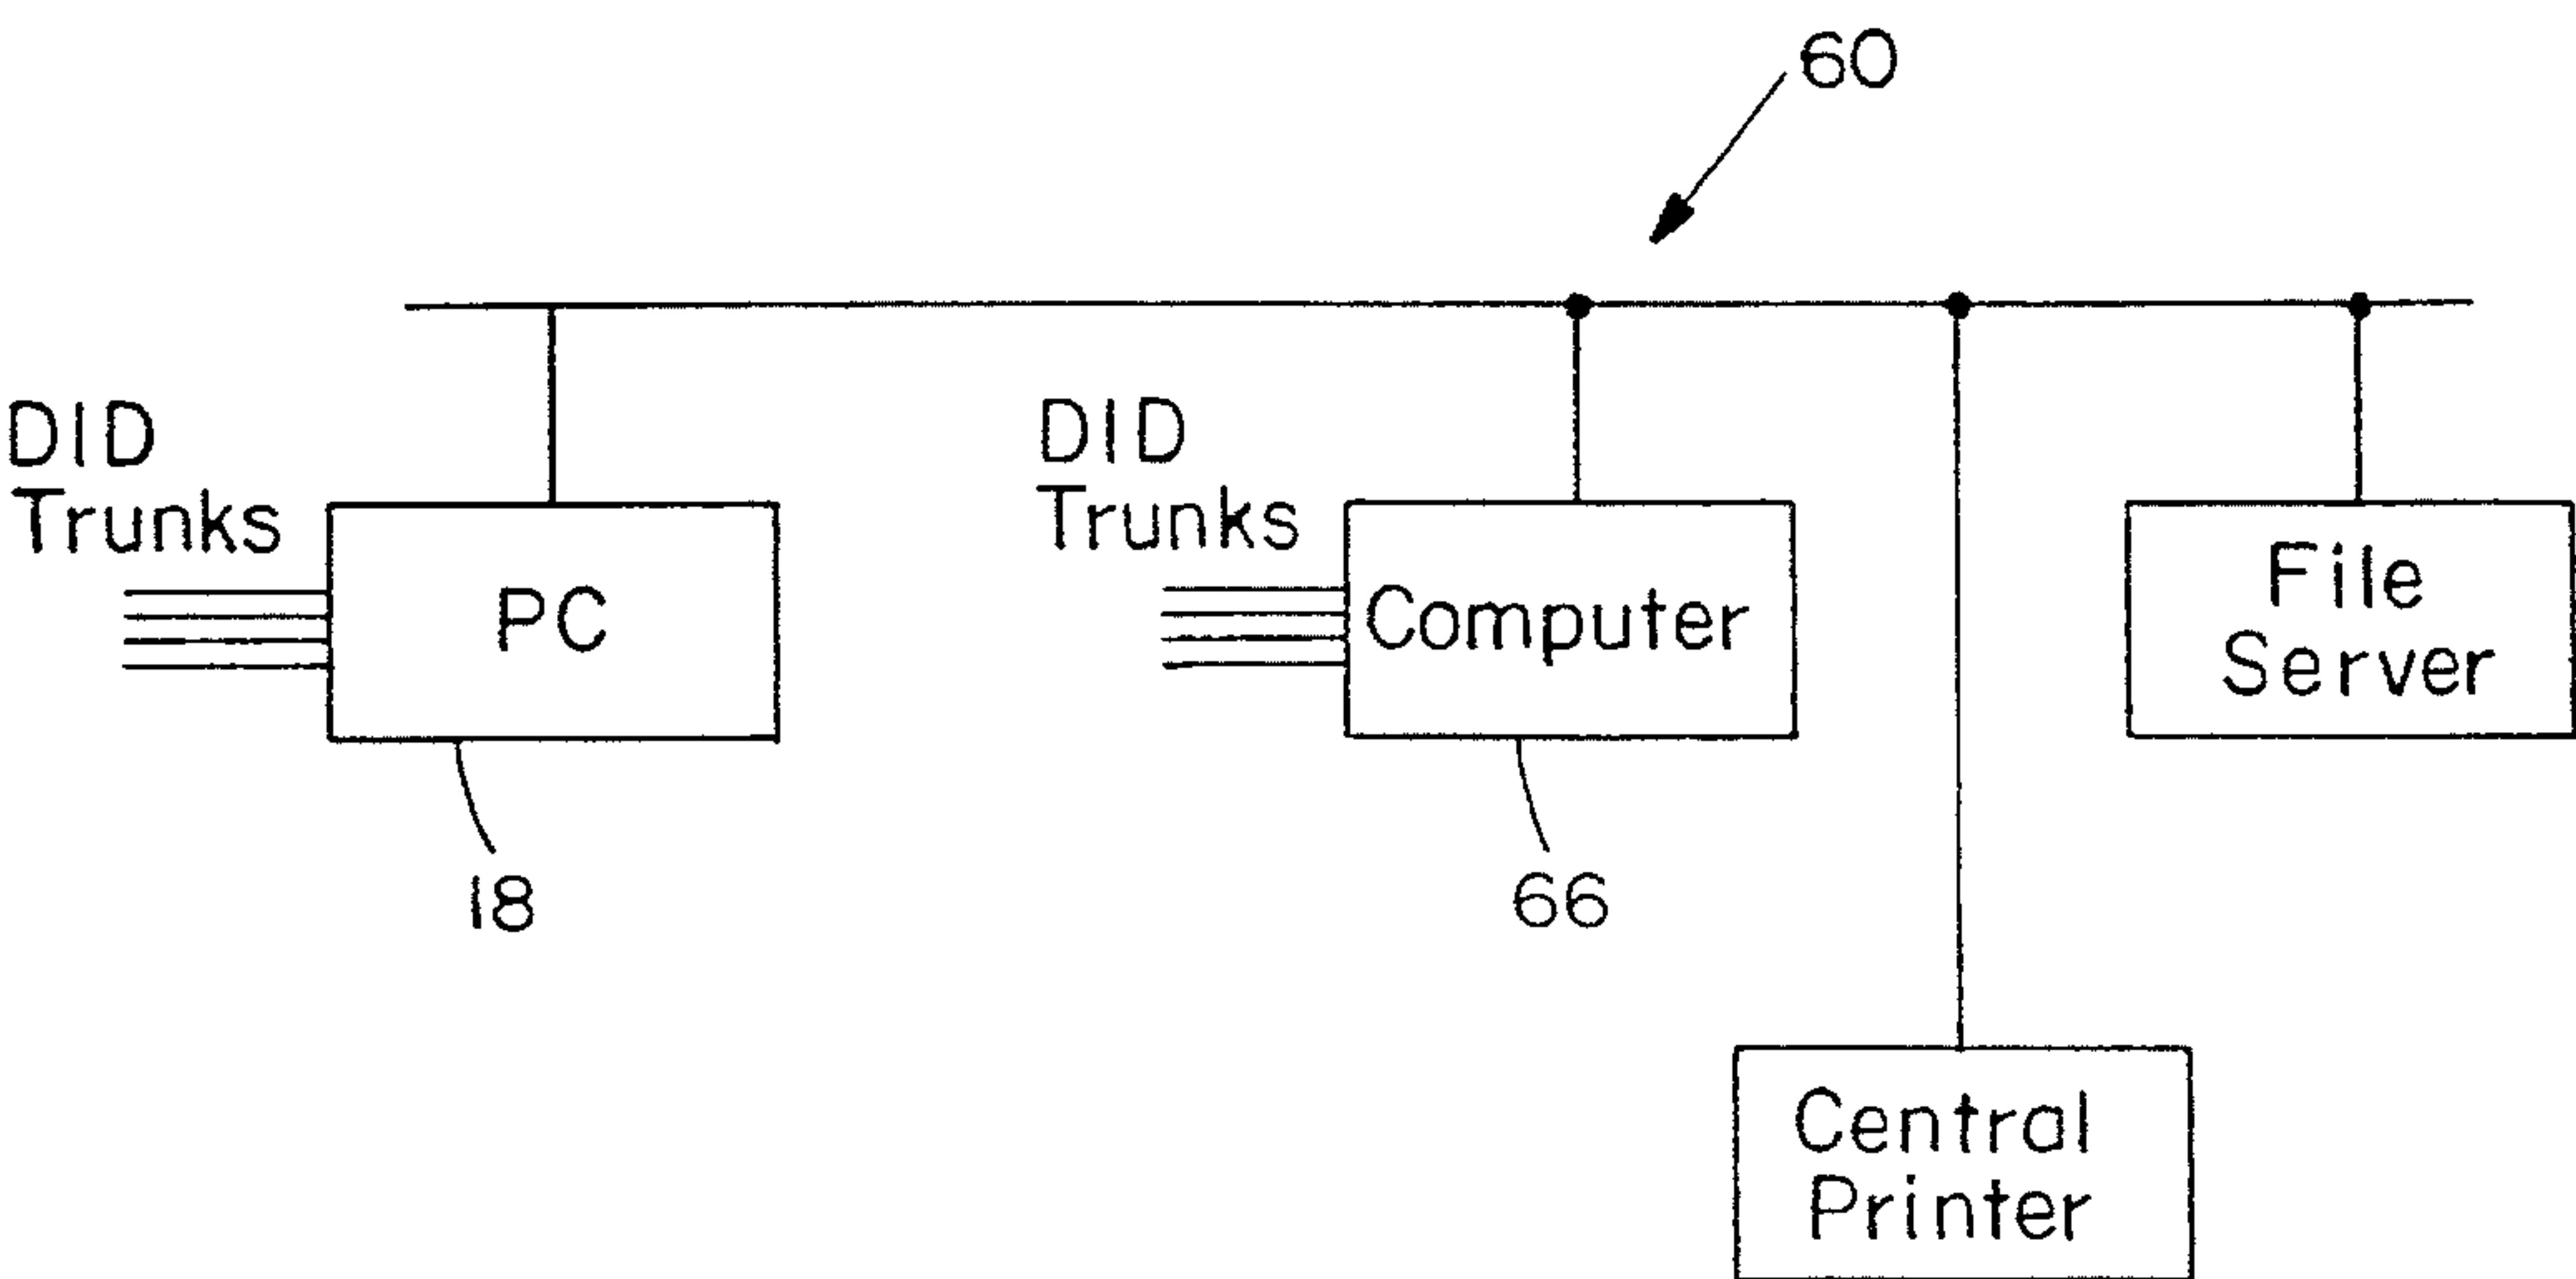 60
DID
Trunks
PC
18
DID
Trunks
Computer
66
File
Server
Central
Printer